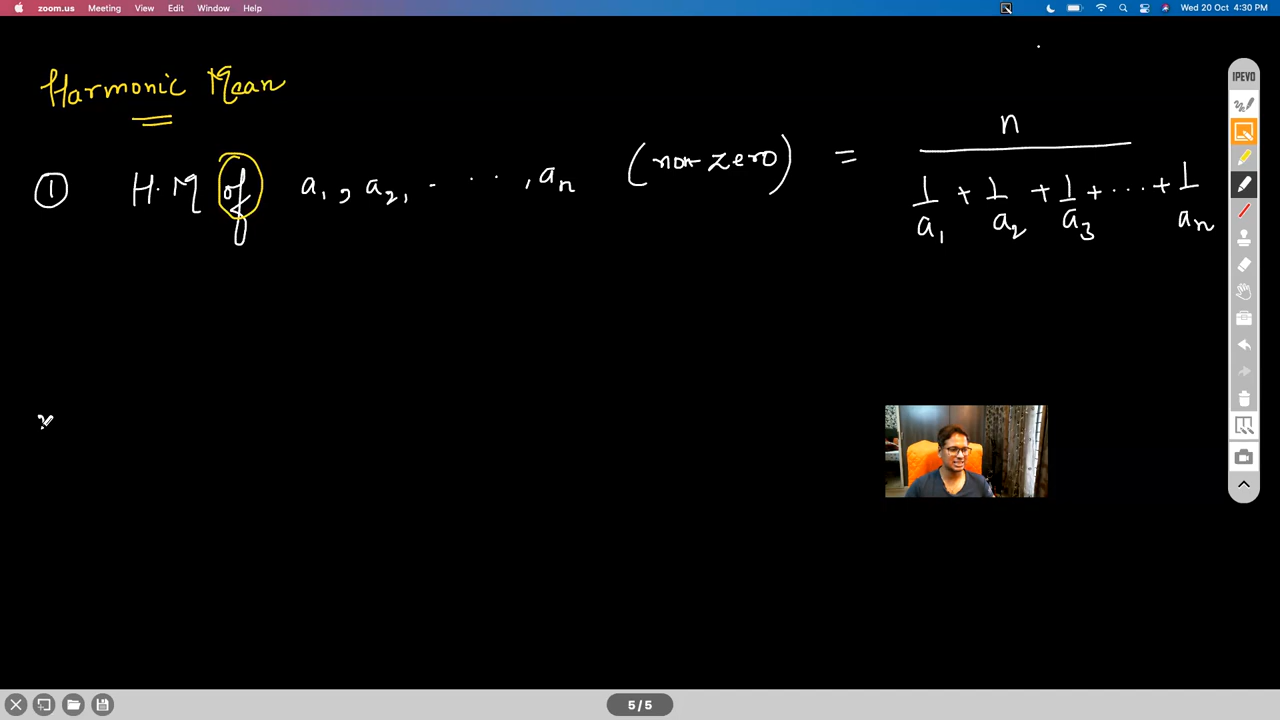 zoom.us Meeting View Edit Window Help Wed 20 Oct 4:30 PM
IPEVO
Harmonic Mean
① H.M of a₁, a₂, . . . ., aₙ (non-zero) = n / (1/a₁ + 1/a₂ + 1/a₃ + ... + 1/aₙ)
5/5